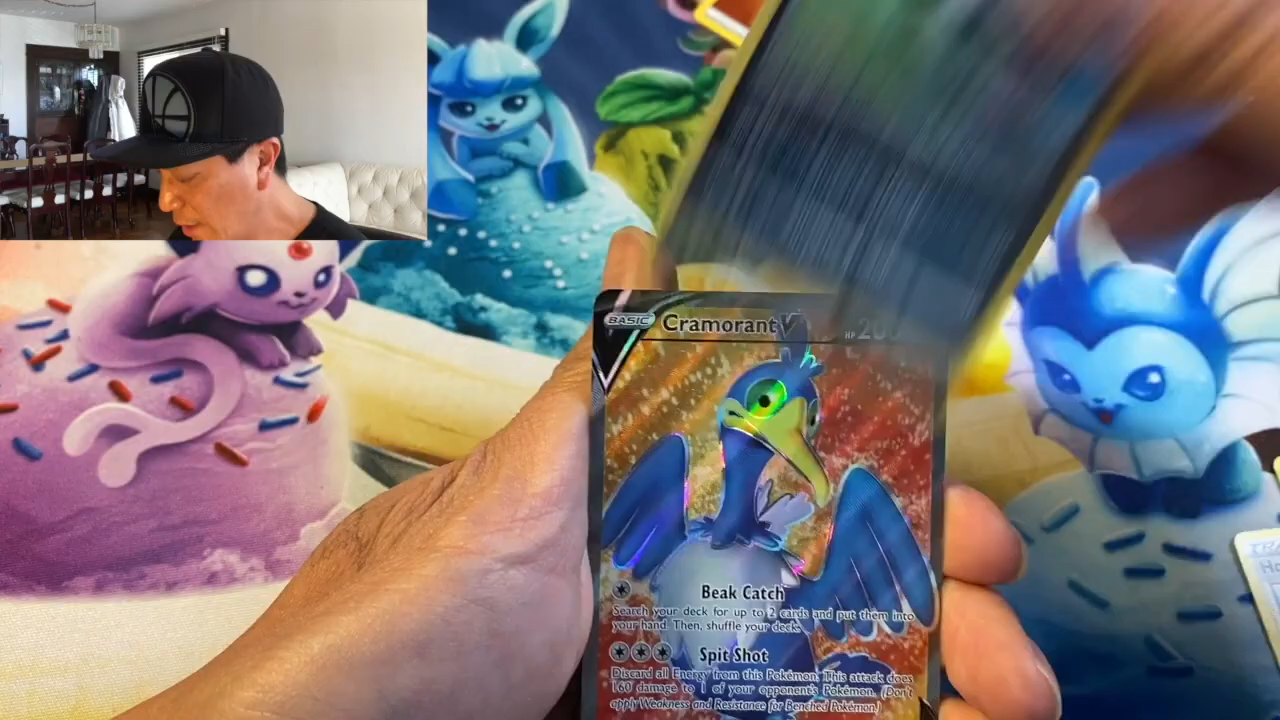 BASIC Cramorant V HP 20
Beak Catch
Search your deck for up to 2 cards and put them into
your hand. Then, shuffle your deck.
Spit Shot
Discard all Energy from this Pokémon. This attack does
160 damage to 1 of your opponent's Pokémon. (Don't
apply Weakness and Resistance for Benched Pokémon.)